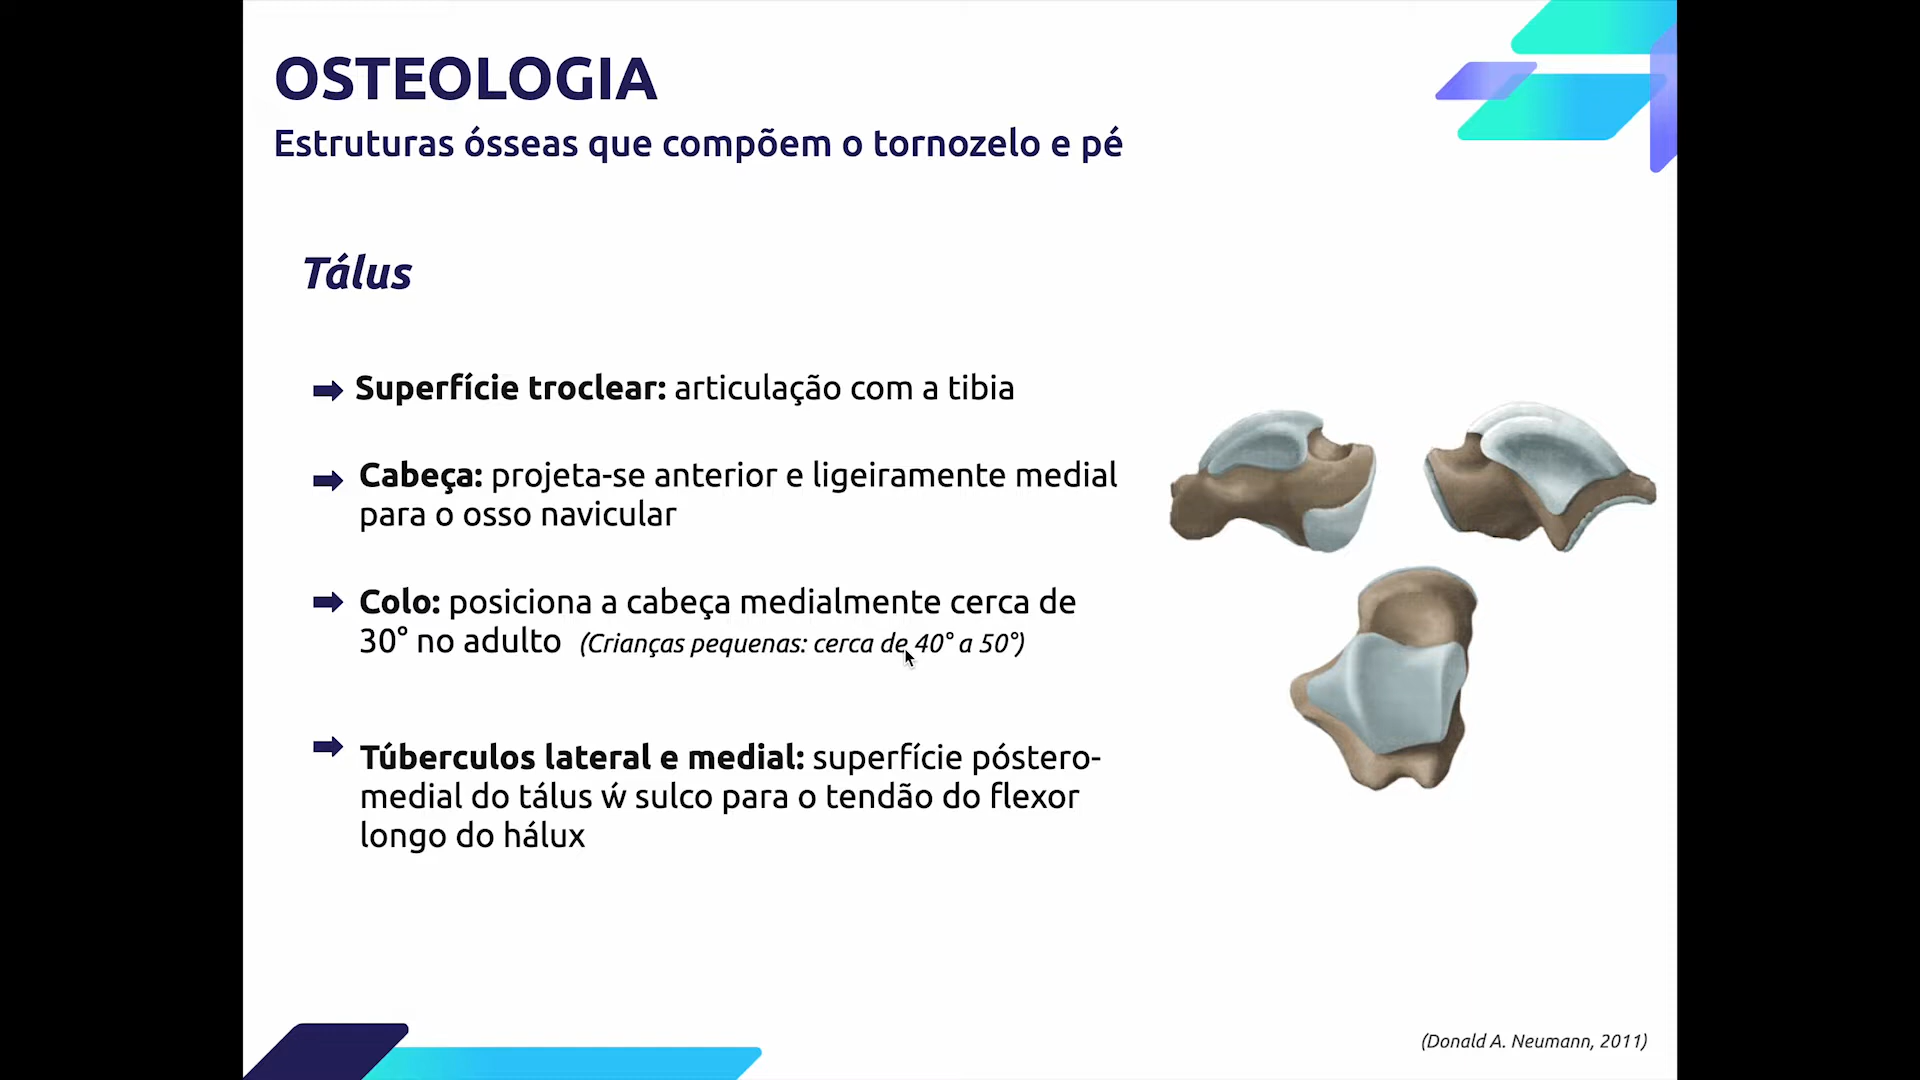 OSTEOLOGIA
Estruturas ósseas que compõem o tornozelo e pé
Tálus
Superfície troclear: articulação com a tibia
Cabeça: projeta-se anterior e ligeiramente medial
para o osso navicular
Colo: posiciona a cabeça medialmente cerca de
30° no adulto (Crianças pequenas: cerca de 40° a 50°)
Túberculos lateral e medial: superfície póstero-
medial do tálus ẃ sulco para o tendão do flexor
longo do hálux
(Donald A. Neumann, 2011)